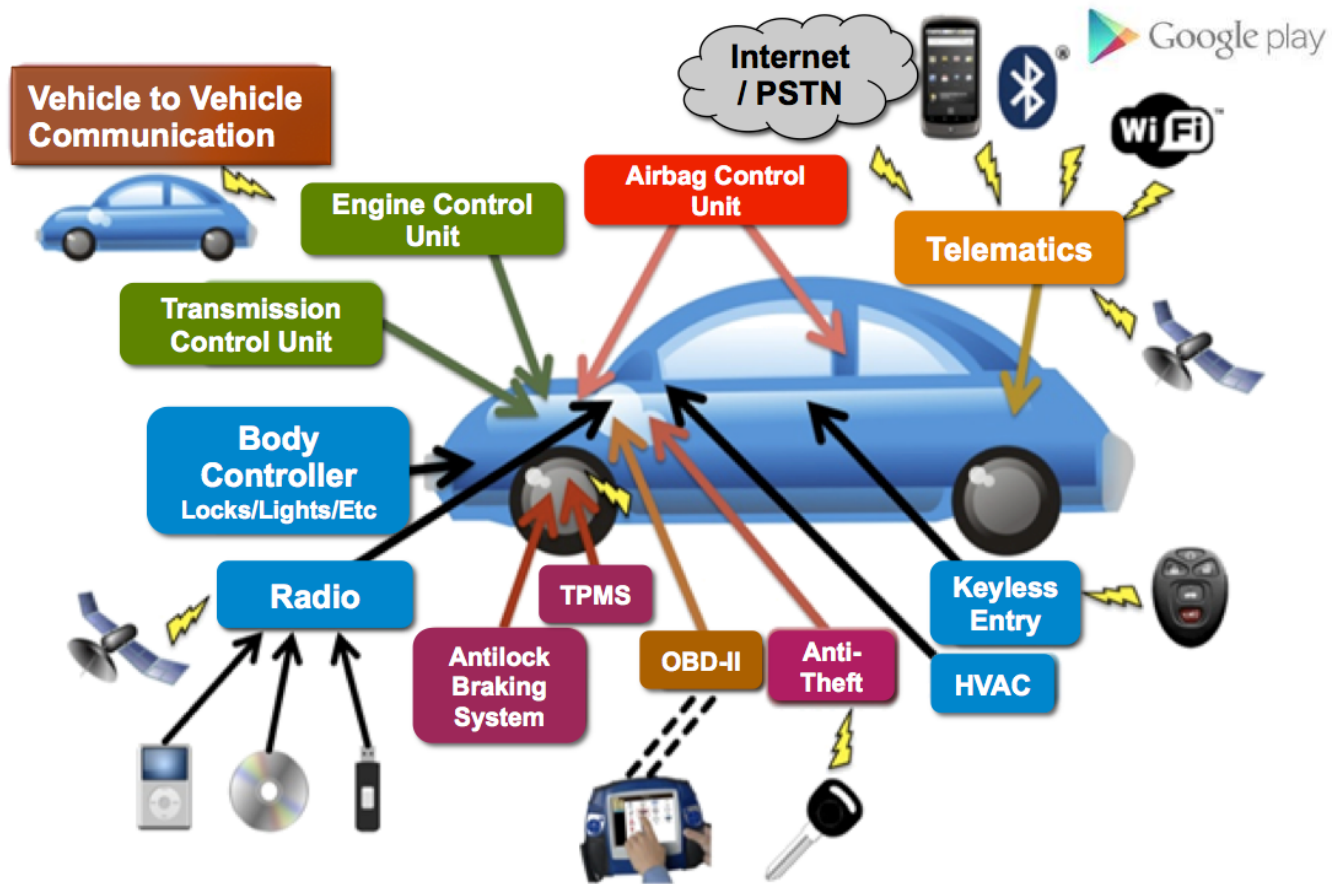 Internet
/ PSTN
®
Google play
Vehicle to Vehicle
Communication
WiFi™
Airbag Control
Unit
Engine Control
Unit
Telematics
Transmission
Control Unit
Body
Controller
Locks/Lights/Etc
Radio
TPMS
Keyless
Entry
Antilock
Braking
System
OBD-II
Anti-
Theft
HVAC